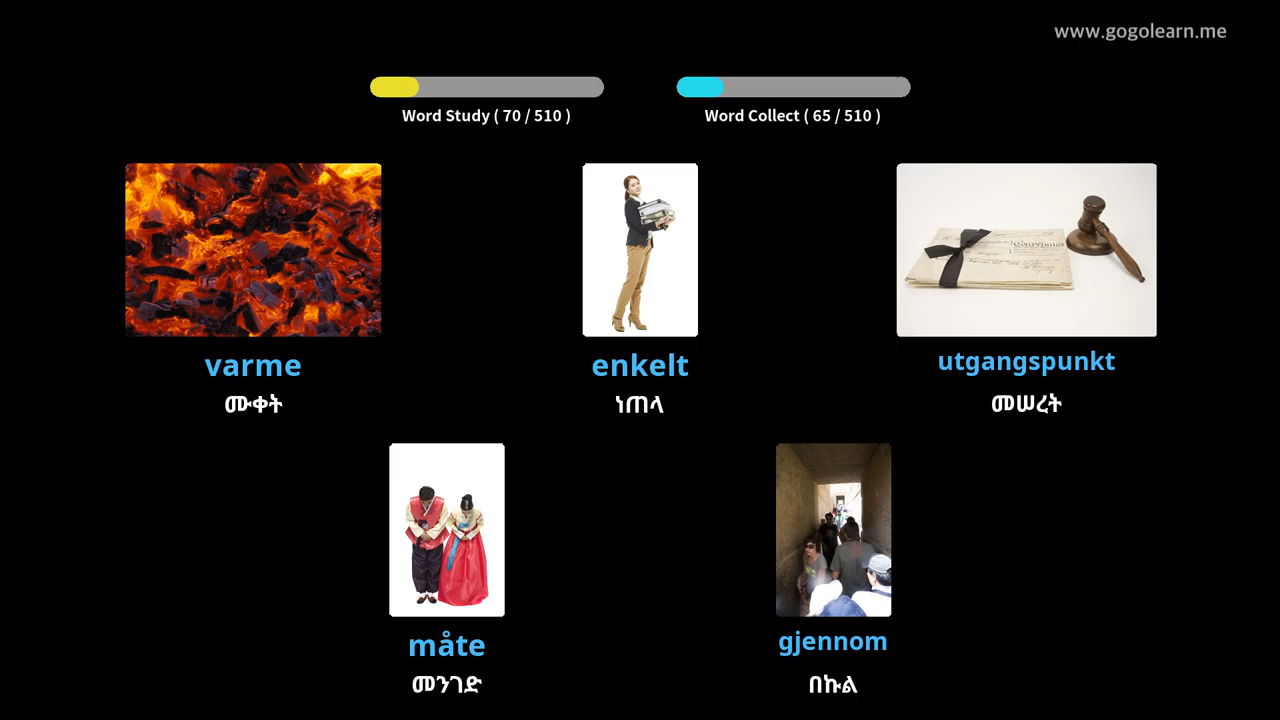 www.gogolearn.me
Word Study ( 70 / 510 )
Word Collect ( 65 / 510 )
varme
ሙቀት
enkelt
ነጠላ
utgangspunkt
መሠረት
måte
መንገድ
gjennom
በኩል